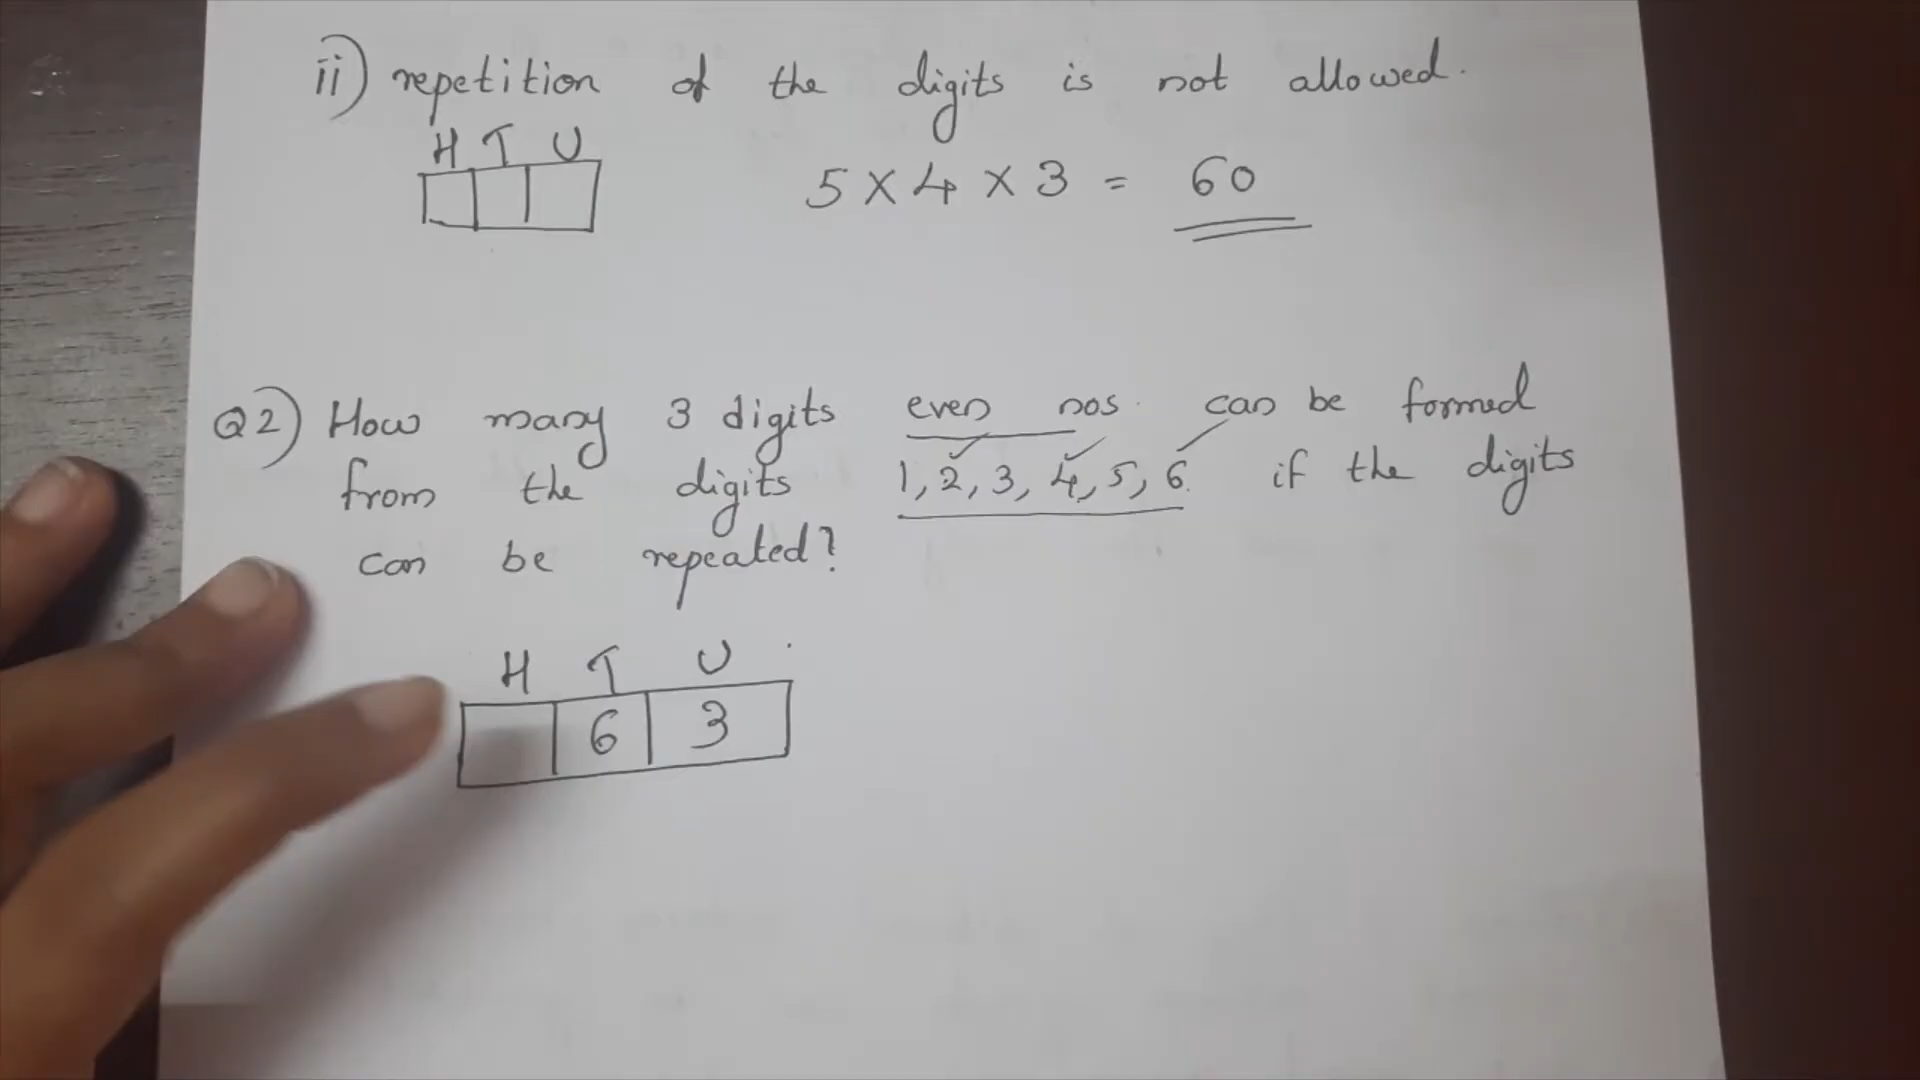 ii) repetition of the digits is not allowed.
H T U
5 X 4 X 3 = 60
Q2) How many 3 digits even nos. can be formed
from the digits 1, 2, 3, 4, 5, 6. if the digits
can be repeated?
H T U
6 3